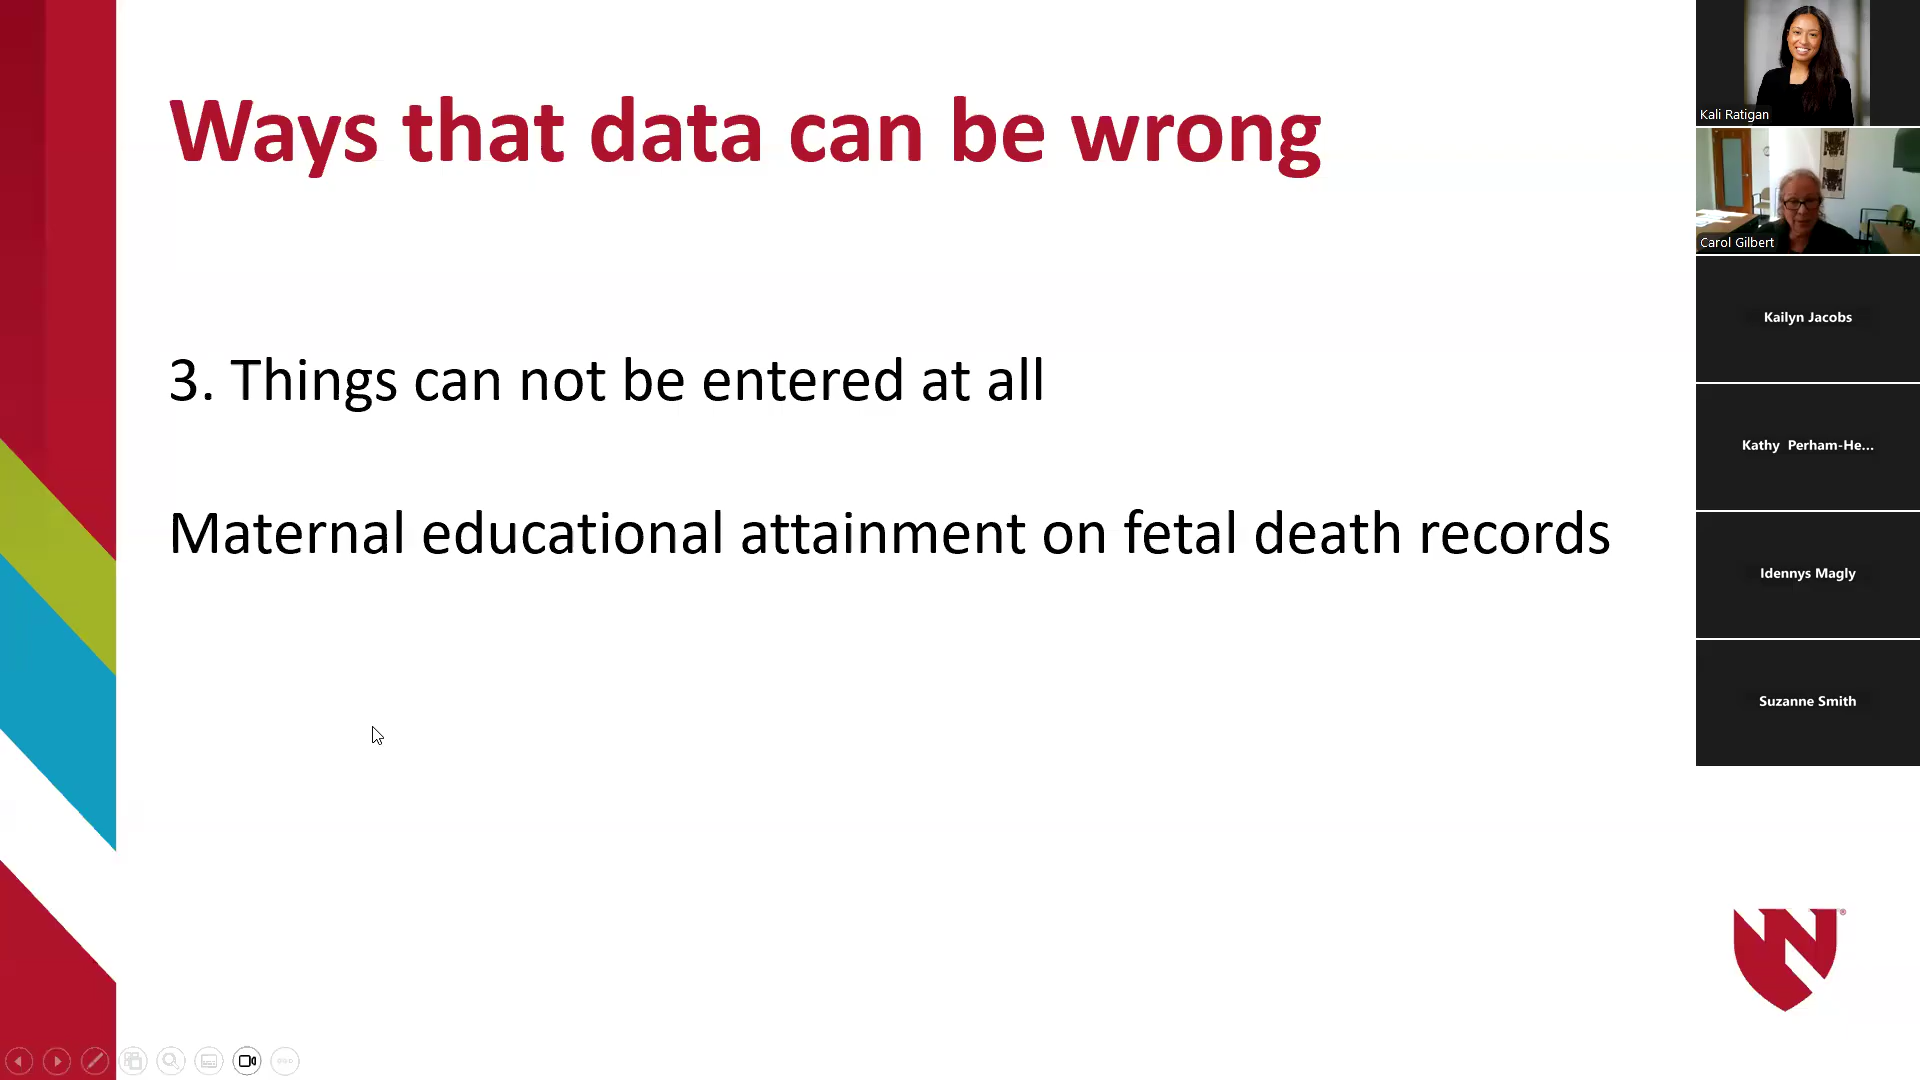 Ways that data can be wrong
3. Things can not be entered at all
Maternal educational attainment on fetal death records
Kali Ratigan
Carol Gilbert
Kailyn Jacobs
Kathy Perham-He...
Idennys Magly
Suzanne Smith